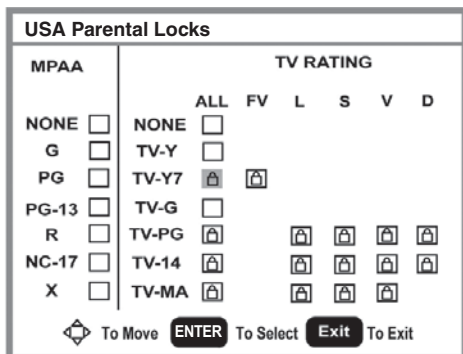 USA Parental Locks
MPAA
TV RATING
ALL FV L S V D
NONE NONE
G TV-Y
PG TV-Y7
PG-13 TV-G
R TV-PG
NC-17 TV-14
X TV-MA
To Move ENTER To Select Exit To Exit